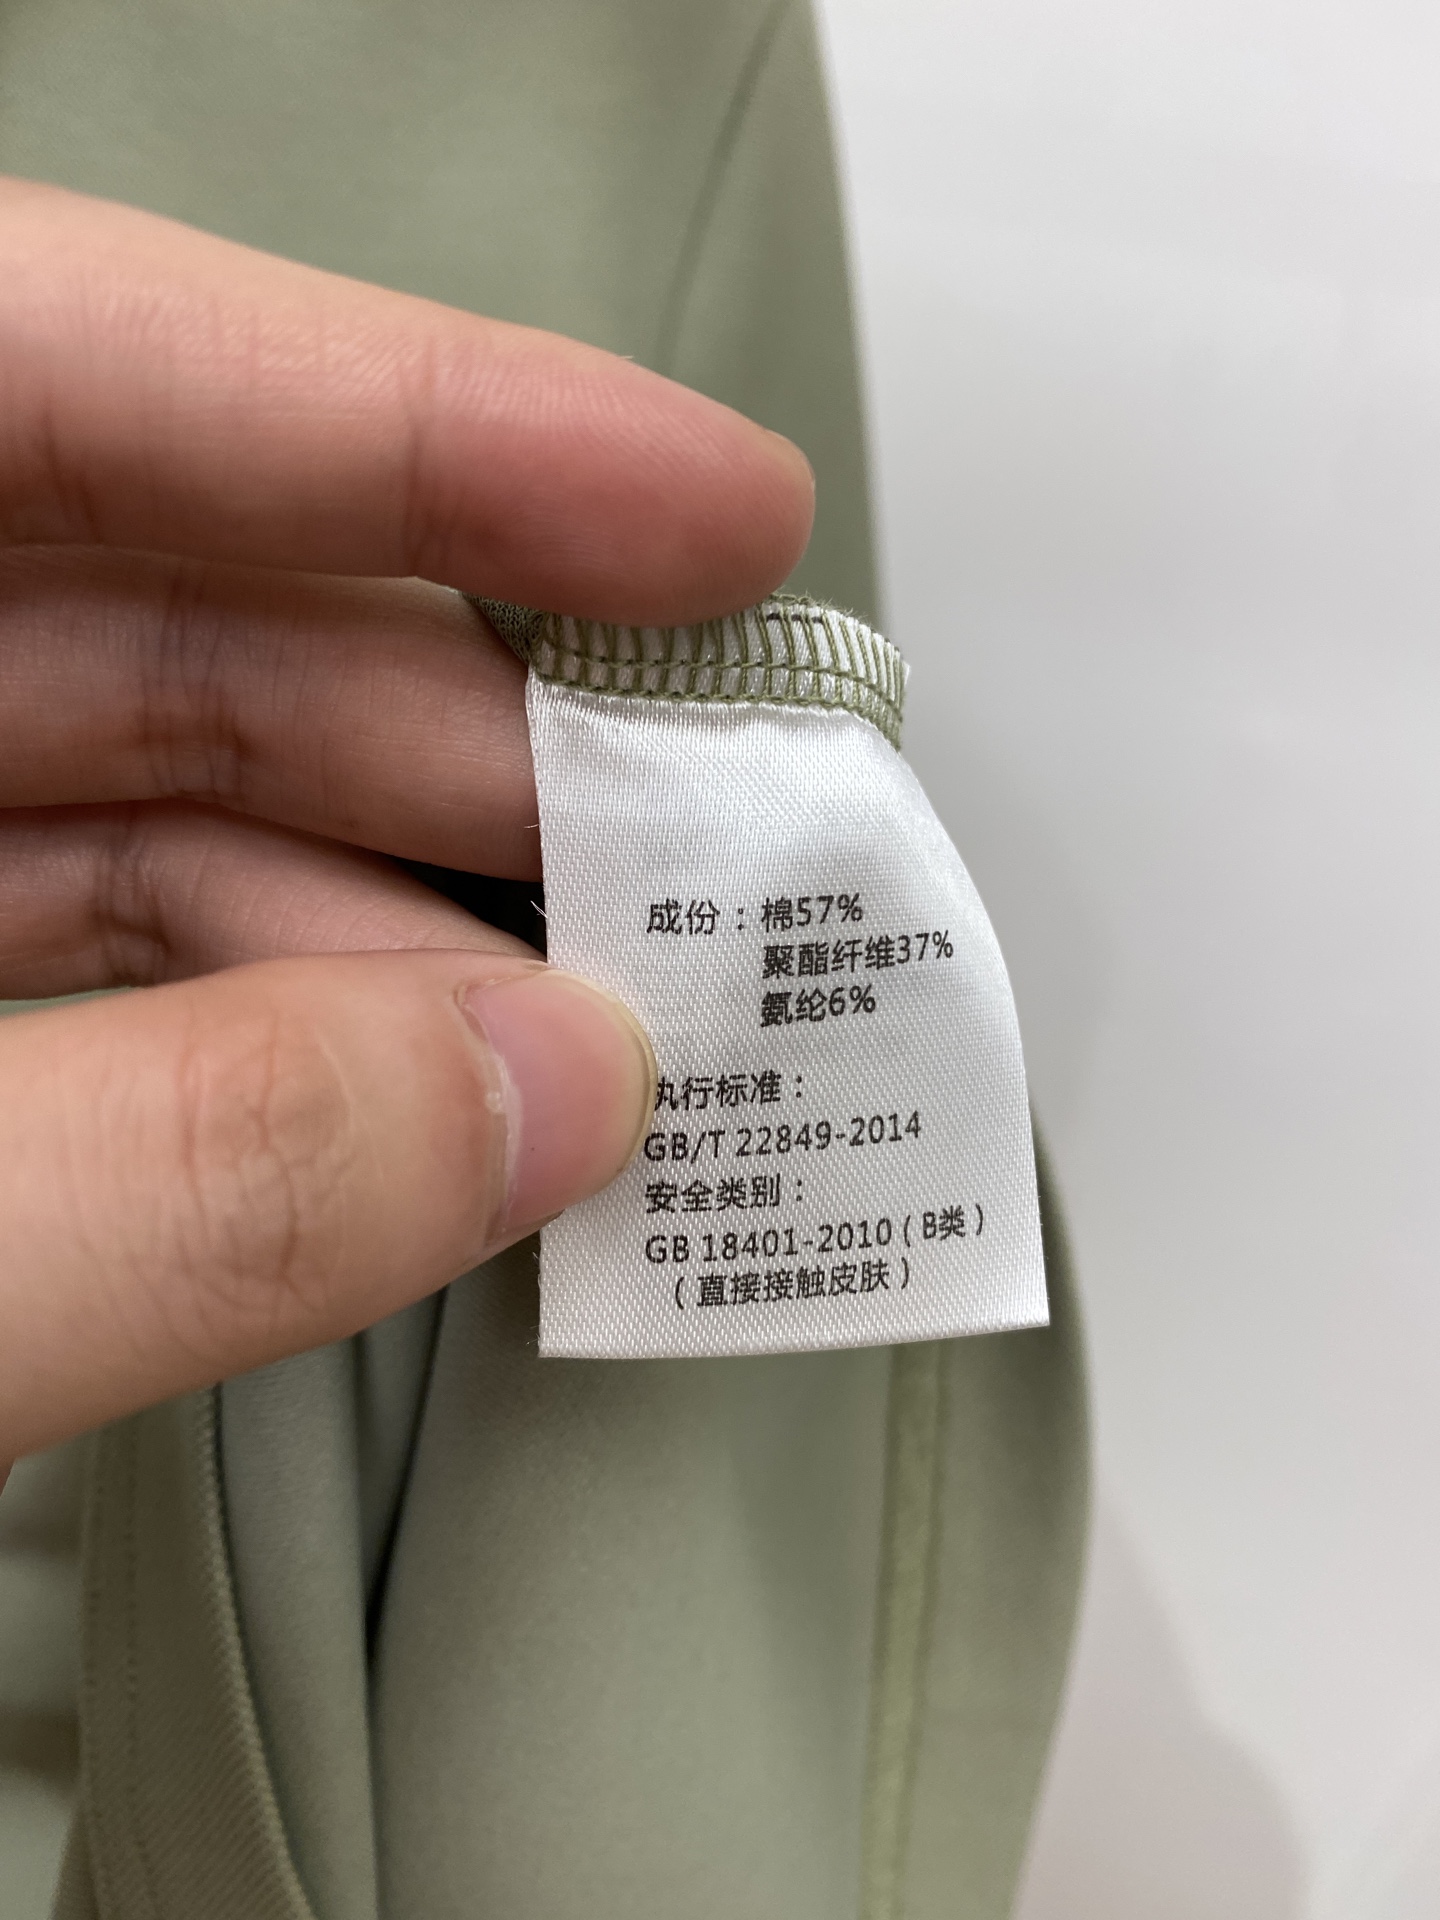 成份：棉57%
聚酯纤维37%
氨纶6%
执行标准：
GB/T 22849-2014
安全类别：
GB 18401-2010（B类）
（直接接触皮肤）